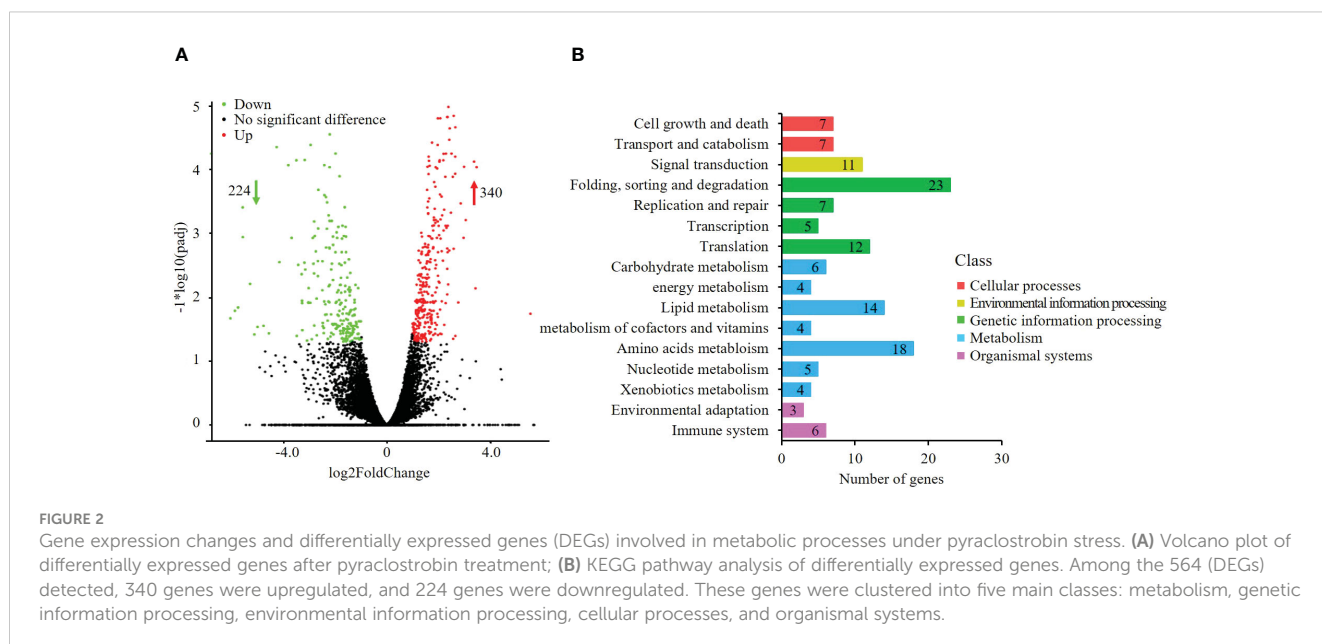 A
B
Down
No significant difference
Up
5
4
3
2
1
0
-1*log10(padj)
224
340
-4.0
0
4.0
log2FoldChange
Cell growth and death
7
Transport and catabolism
7
Signal transduction
11
Folding, sorting and degradation
23
Replication and repair
7
Transcription
5
Translation
12
Carbohydrate metabolism
6
energy metabolism
4
Lipid metabolism
14
metabolism of cofactors and vitamins
4
Amino acids metabloism
18
Nucleotide metabolism
5
Xenobiotics metabolism
4
Environmental adaptation
3
Immune system
6
0
10
20
30
Number of genes
Class
Cellular processes
Environmental information processing
Genetic information processing
Metabolism
Organismal systems
FIGURE 2
Gene expression changes and differentially expressed genes (DEGs) involved in metabolic processes under pyraclostrobin stress. (A) Volcano plot of
differentially expressed genes after pyraclostrobin treatment; (B) KEGG pathway analysis of differentially expressed genes. Among the 564 (DEGs)
detected, 340 genes were upregulated, and 224 genes were downregulated. These genes were clustered into five main classes: metabolism, genetic
information processing, environmental information processing, cellular processes, and organismal systems.